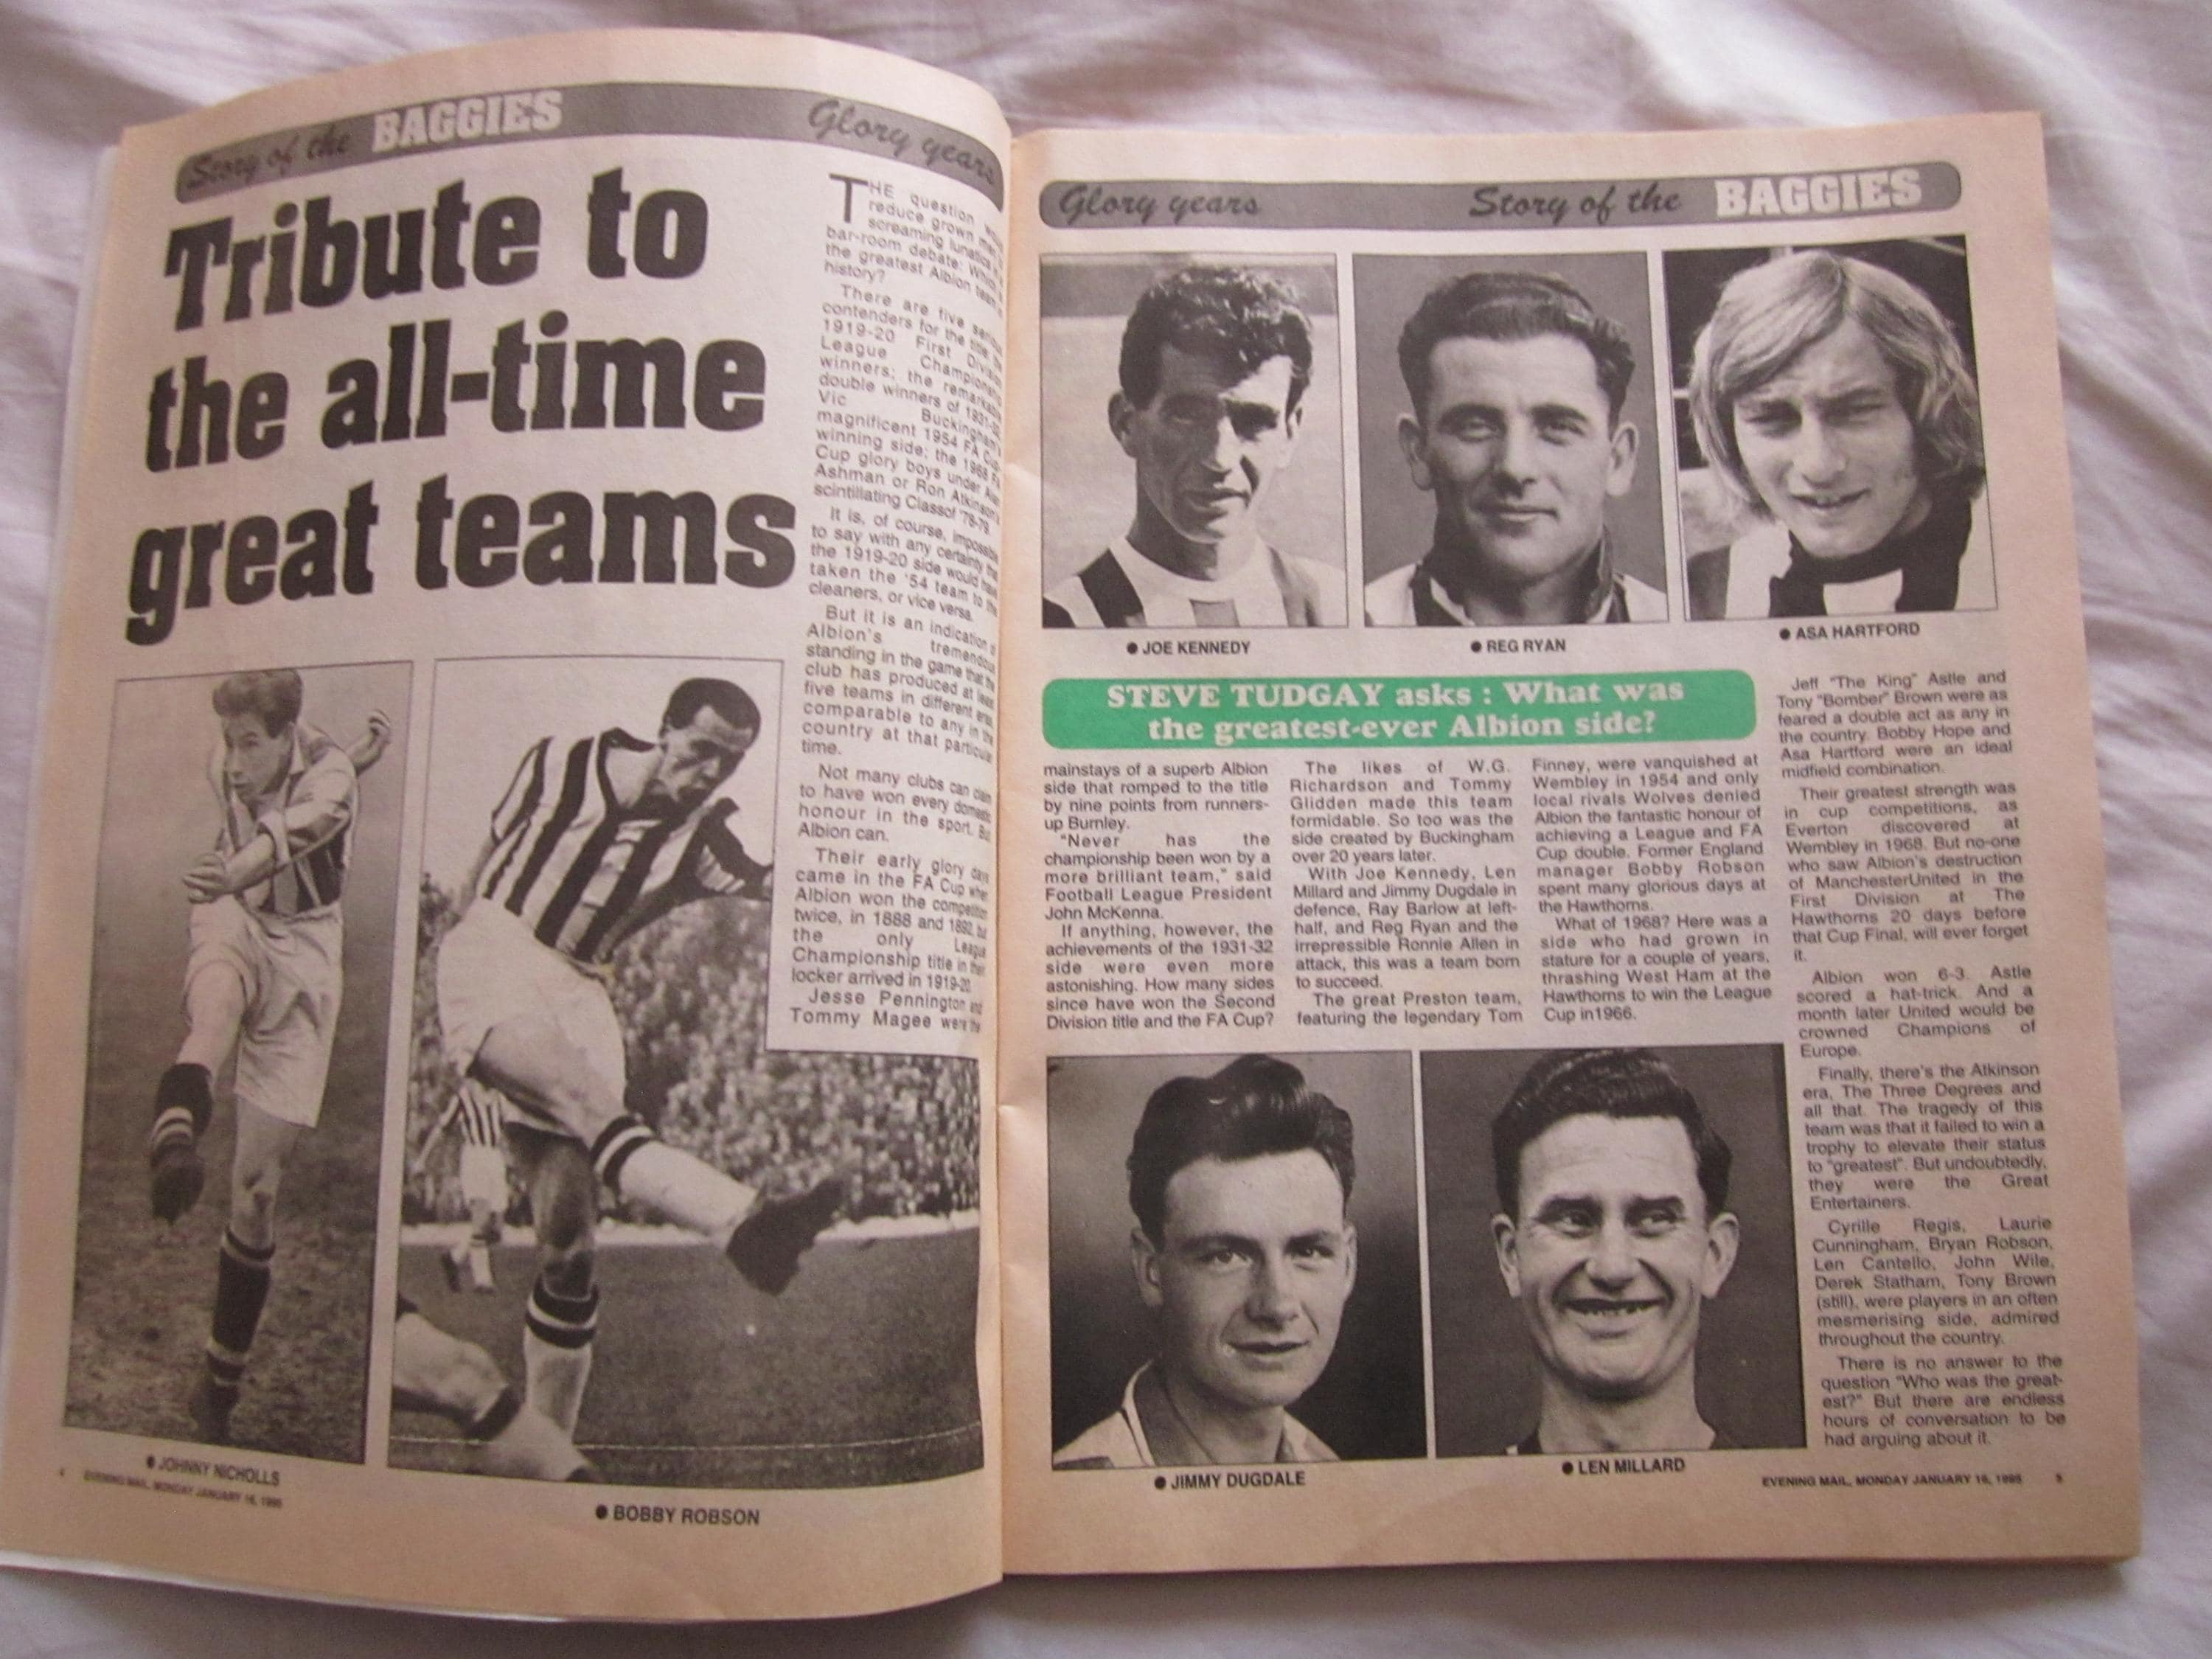 Story of the BAGGIES Glory years
Tribute to
the all-time
great teams
THE question would
reduce grown men to
screaming lunatics in
bar-room debate: Which is
the greatest Albion team in
history?
There are five serious
contenders for the title: the
1919-20 First Division
League Championship
winners; the remarkable
double winners of 1931-32;
Vic Buckingham's
magnificent 1954 FA Cup
winning side; the 1968 FA
Cup glory boys under Alan
Ashman or Ron Atkinson's
scintillating Classof '78-79.
It is, of course, impossible
to say with any certainty that
the 1919-20 side would have
taken the '54 team to the
cleaners, or vice versa.
But it is an indication of
Albion's tremendous
standing in the game that the
club has produced at least
five teams in different eras
comparable to any in the
country at that particular
time.
Not many clubs can claim
to have won every domestic
honour in the sport. But
Albion can.
Their early glory days
came in the FA Cup when
Albion won the competition
twice, in 1888 and 1892, but
the only League
Championship title in their
locker arrived in 1919-20.
Jesse Pennington and
Tommy Magee were the
● JOHNNY NICHOLLS
● BOBBY ROBSON
4 EVENING MAIL, MONDAY JANUARY 16, 1995
Glory years Story of the BAGGIES
● JOE KENNEDY
● REG RYAN
● ASA HARTFORD
STEVE TUDGAY asks : What was
the greatest-ever Albion side?
mainstays of a superb Albion
side that romped to the title
by nine points from runners-
up Burnley.
"Never has the
championship been won by a
more brilliant team," said
Football League President
John McKenna.
If anything, however, the
achievements of the 1931-32
side were even more
astonishing. How many sides
since have won the Second
Division title and the FA Cup?
The likes of W.G.
Richardson and Tommy
Glidden made this team
formidable. So too was the
side created by Buckingham
over 20 years later.
With Joe Kennedy, Len
Millard and Jimmy Dugdale in
defence, Ray Barlow at left-
half, and Reg Ryan and the
irrepressible Ronnie Allen in
attack, this was a team born
to succeed.
The great Preston team,
featuring the legendary Tom
Finney, were vanquished at
Wembley in 1954 and only
local rivals Wolves denied
Albion the fantastic honour of
achieving a League and FA
Cup double. Former England
manager Bobby Robson
spent many glorious days at
the Hawthorns.
What of 1968? Here was a
side who had grown in
stature for a couple of years,
thrashing West Ham at the
Hawthorns to win the League
Cup in1966.
Jeff "The King" Astle and
Tony "Bomber" Brown were as
feared a double act as any in
the country. Bobby Hope and
Asa Hartford were an ideal
midfield combination.
Their greatest strength was
in cup competitions, as
Everton discovered at
Wembley in 1968. But no-one
who saw Albion's destruction
of ManchesterUnited in the
First Division at The
Hawthorns 20 days before
that Cup Final, will ever forget
it.
Albion won 6-3. Astle
scored a hat-trick. And a
month later United would be
crowned Champions of
Europe.
Finally, there's the Atkinson
era, The Three Degrees and
all that. The tragedy of this
team was that it failed to win a
trophy to elevate their status
to "greatest". But undoubtedly,
they were the Great
Entertainers.
Cyrille Regis, Laurie
Cunningham, Bryan Robson,
Len Cantello, John Wile,
Derek Statham, Tony Brown
(still), were players in an often
mesmerising side, admired
throughout the country.
There is no answer to the
question "Who was the great-
est?" But there are endless
hours of conversation to be
had arguing about it.
● JIMMY DUGDALE
● LEN MILLARD
EVENING MAIL, MONDAY JANUARY 16, 1995 5